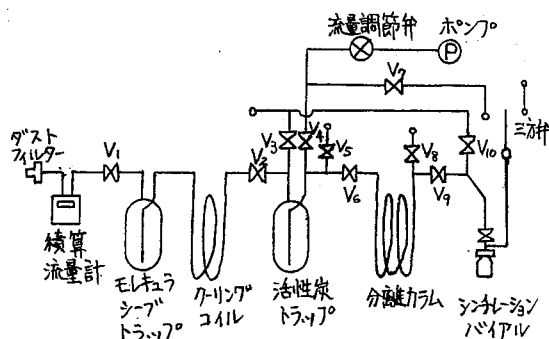 流量調節弁
ポンプ
P
V7
三方弁
ダスト
フィルター
V1
V2
V3
V4
V5
V6
V8
V9
V10
積算
流量計
モレキュラ
シーブ
トラップ
クーリング
コイル
活性炭
トラップ
分離カラム
シンチレーション
バイアル